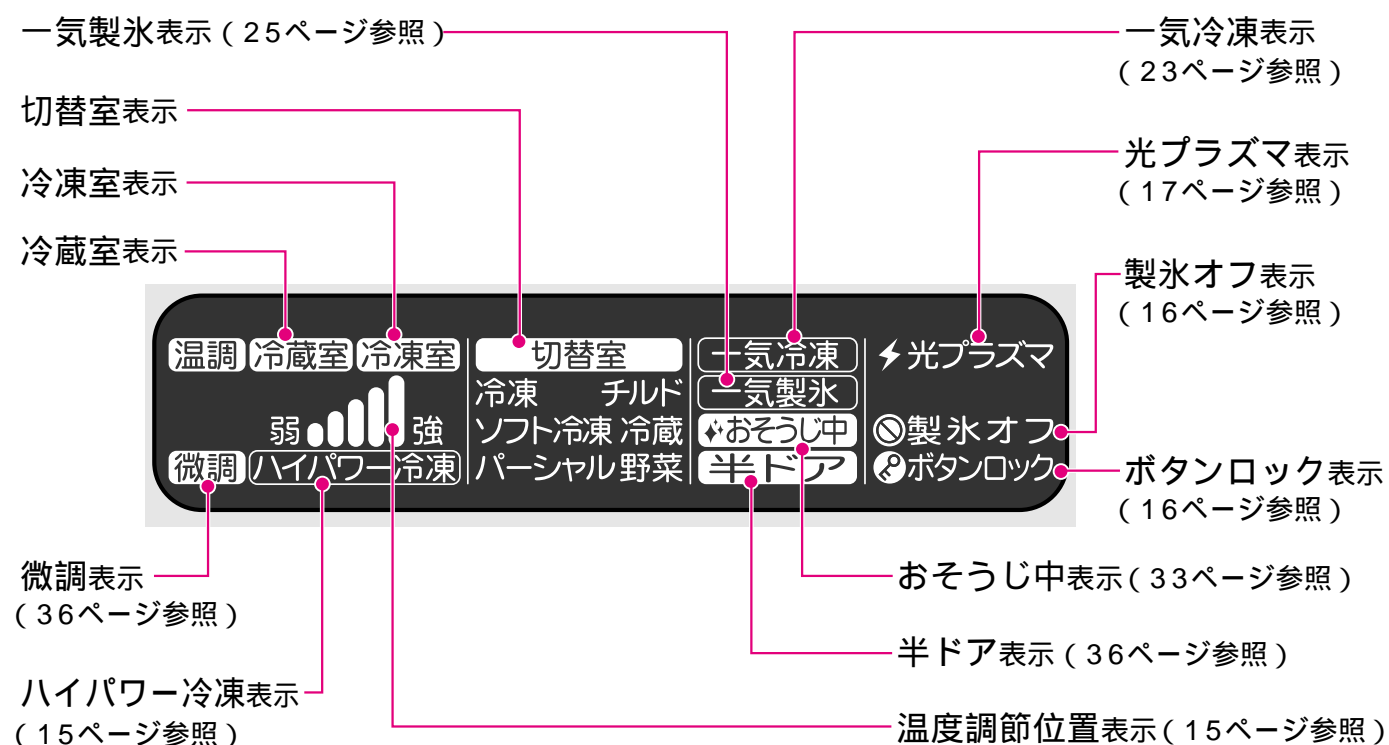 一気製氷表示(25ページ参照)
切替室表示
冷凍室表示
冷蔵室表示
一気冷凍表示
(23ページ参照)
光プラズマ表示
(17ページ参照)
製氷オフ表示
(16ページ参照)
ボタンロック表示
(16ページ参照)
温調 冷蔵室 冷凍室 切替室 一気冷凍 光プラズマ
冷凍 チルド 一気製氷
弱 強 ソフト冷凍 冷蔵 おそうじ中 製氷オフ
微調 ハイパワー冷凍 パーシャル 野菜 半ドア ボタンロック
微調表示
(36ページ参照)
ハイパワー冷凍表示
(15ページ参照)
おそうじ中表示(33ページ参照)
半ドア表示(36ページ参照)
温度調節位置表示(15ページ参照)